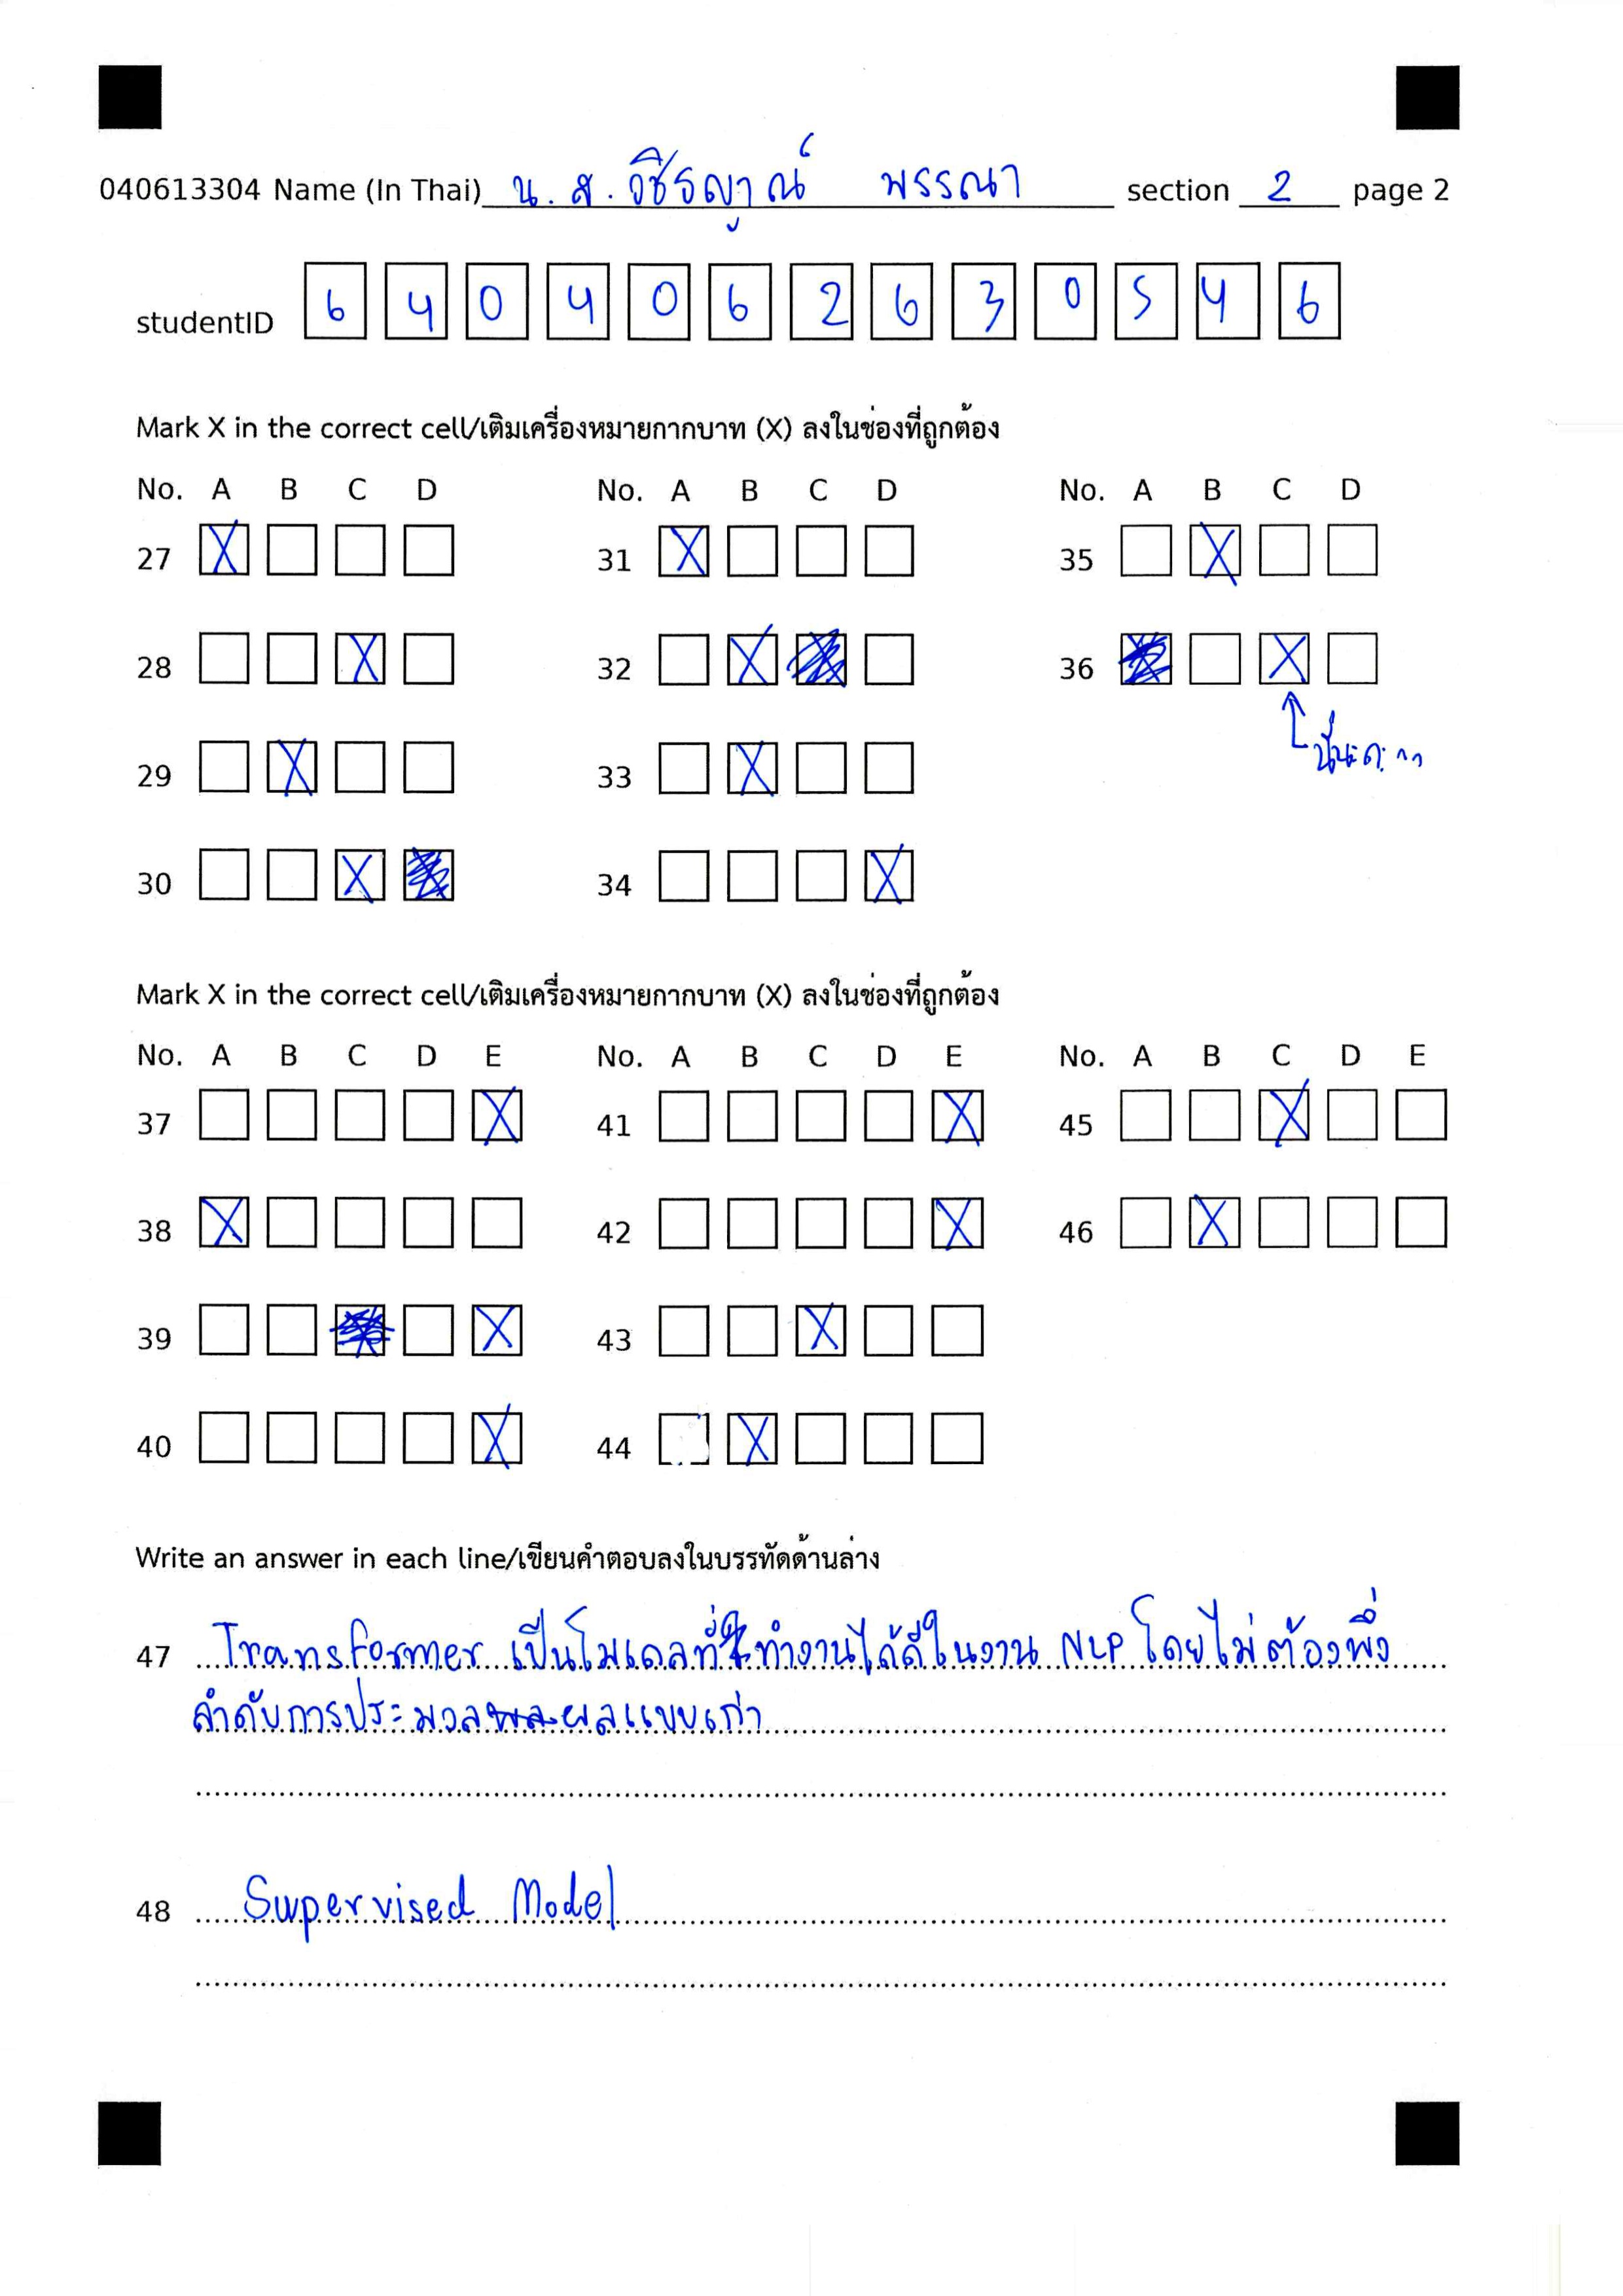 040613304 Name (In Thai) น.ส. วชิรญาณ์ พรรณา section 2 page 2
studentID 6 4 0 4 0 6 2 6 3 0 5 4 6
Mark X in the correct cell/เติมเครื่องหมายกากบาท (X) ลงในช่องที่ถูกต้อง
No. A B C D No. A B C D No. A B C D
27 X 31 X 35 X
28 X 32 X 36 X
29 X 33 X
30 X 34 X
Mark X in the correct cell/เติมเครื่องหมายกากบาท (X) ลงในช่องที่ถูกต้อง
No. A B C D E No. A B C D E No. A B C D E
37 X 41 X 45 X
38 X 42 X 46 X
39 X 43 X
40 X 44 X
Write an answer in each line/เขียนคำตอบลงในบรรทัดด้านล่าง
47 Transformer เป็นโมเดลที่ทำงานได้ดีในงาน NLP โดยไม่ต้องพึ่ง
ลำดับการประมวลผลแบบเก่า
48 Supervised Model